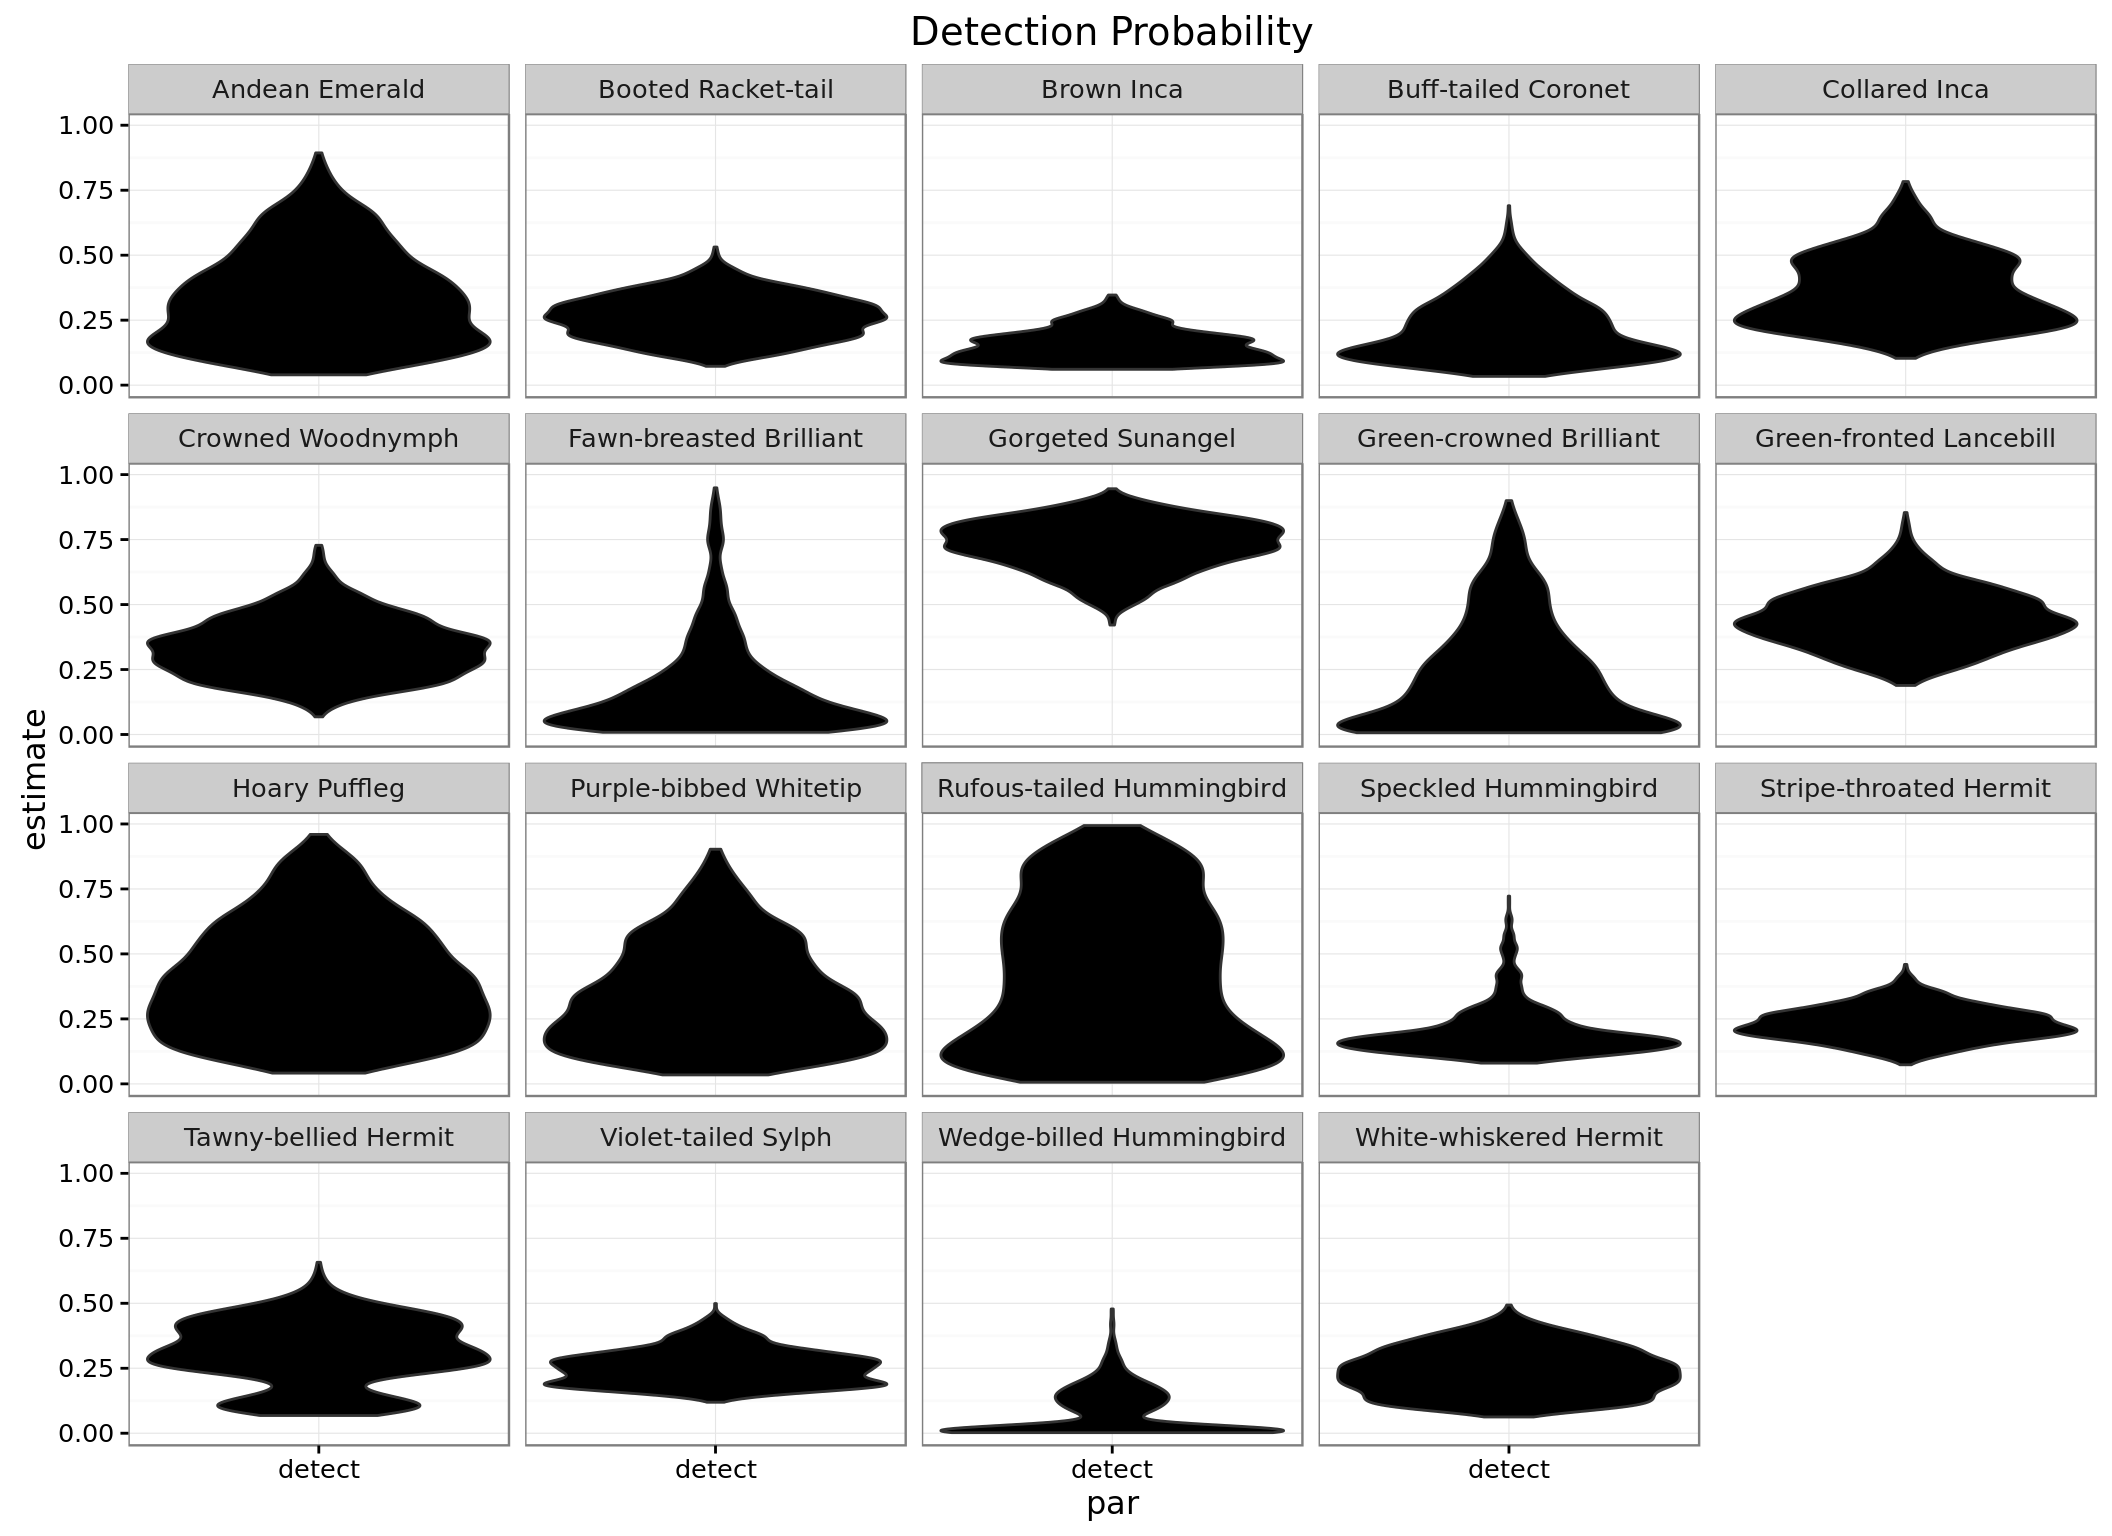 Detection Probability
Andean Emerald
Booted Racket-tail
Brown Inca
Buff-tailed Coronet
Collared Inca
1.00
0.75
0.50
0.25
0.00
Crowned Woodnymph
Fawn-breasted Brilliant
Gorgeted Sunangel
Green-crowned Brilliant
Green-fronted Lancebill
1.00
0.75
0.50
0.25
0.00
estimate
Hoary Puffleg
Purple-bibbed Whitetip
Rufous-tailed Hummingbird
Speckled Hummingbird
Stripe-throated Hermit
1.00
0.75
0.50
0.25
0.00
Tawny-bellied Hermit
Violet-tailed Sylph
Wedge-billed Hummingbird
White-whiskered Hermit
1.00
0.75
0.50
0.25
0.00
detect
detect
detect
detect
par